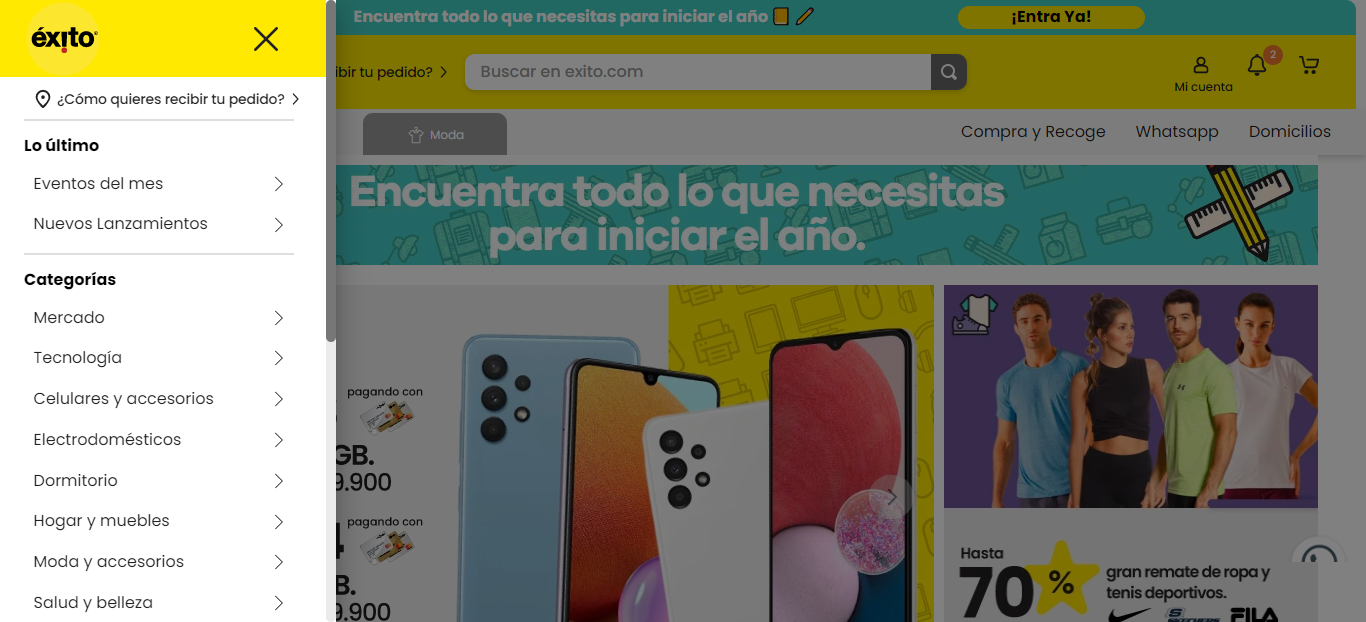 éxito
¿Cómo quieres recibir tu pedido?
Lo último
Eventos del mes
Nuevos Lanzamientos
Categorías
Mercado
Tecnología
Celulares y accesorios
Electrodomésticos
Dormitorio
Hogar y muebles
Moda y accesorios
Salud y belleza
Encuentra todo lo que necesitas para iniciar el año
¡Entra Ya!
ibir tu pedido?
Buscar en exito.com
Mi cuenta
2
Moda
Compra y Recoge
Whatsapp
Domicilios
Encuentra todo lo que necesitas
para iniciar el año.
pagando con
GB.
9.900
pagando con
4
B.
9.900
Hasta
70%
gran remate de ropa y
tenis deportivos.
SKECHERS
FILA